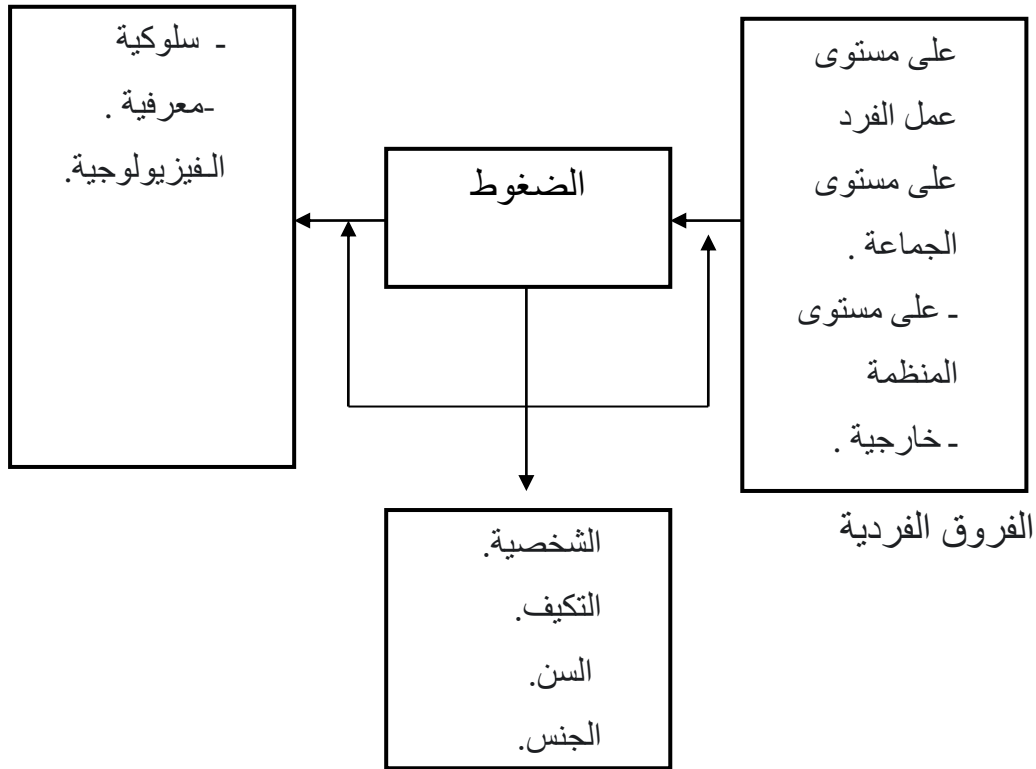 على مستوى
عمل الفرد
على مستوى
الجماعة .
ـ على مستوى
المنظمة
ـ خارجية .
الفروق الفردية
الضغوط
ـ سلوكية
-معرفية .
الـفيزيولوجية.
الشخصية.
التكيف.
السن.
الجنس.